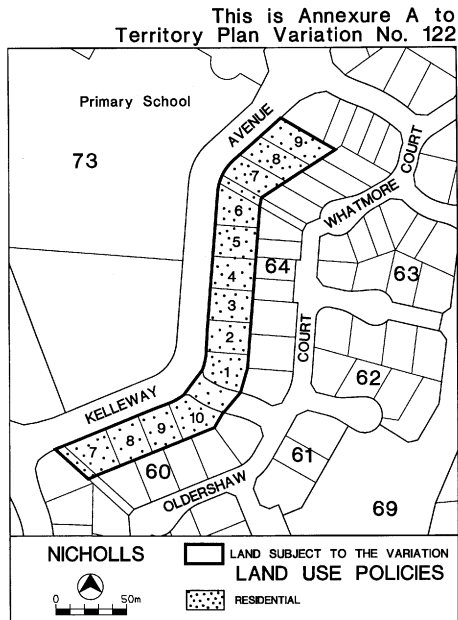 This is Annexure A to
Territory Plan Variation No. 122
Primary School
AVENUE
73
9
8
7
COURT
WHATMORE
6
5
64
4
63
3
2
COURT
1
62
KELLEWAY
10
9
8
7
60
61
OLDERSHAW
69
NICHOLLS
LAND SUBJECT TO THE VARIATION
LAND USE POLICIES
0 50m
RESIDENTIAL